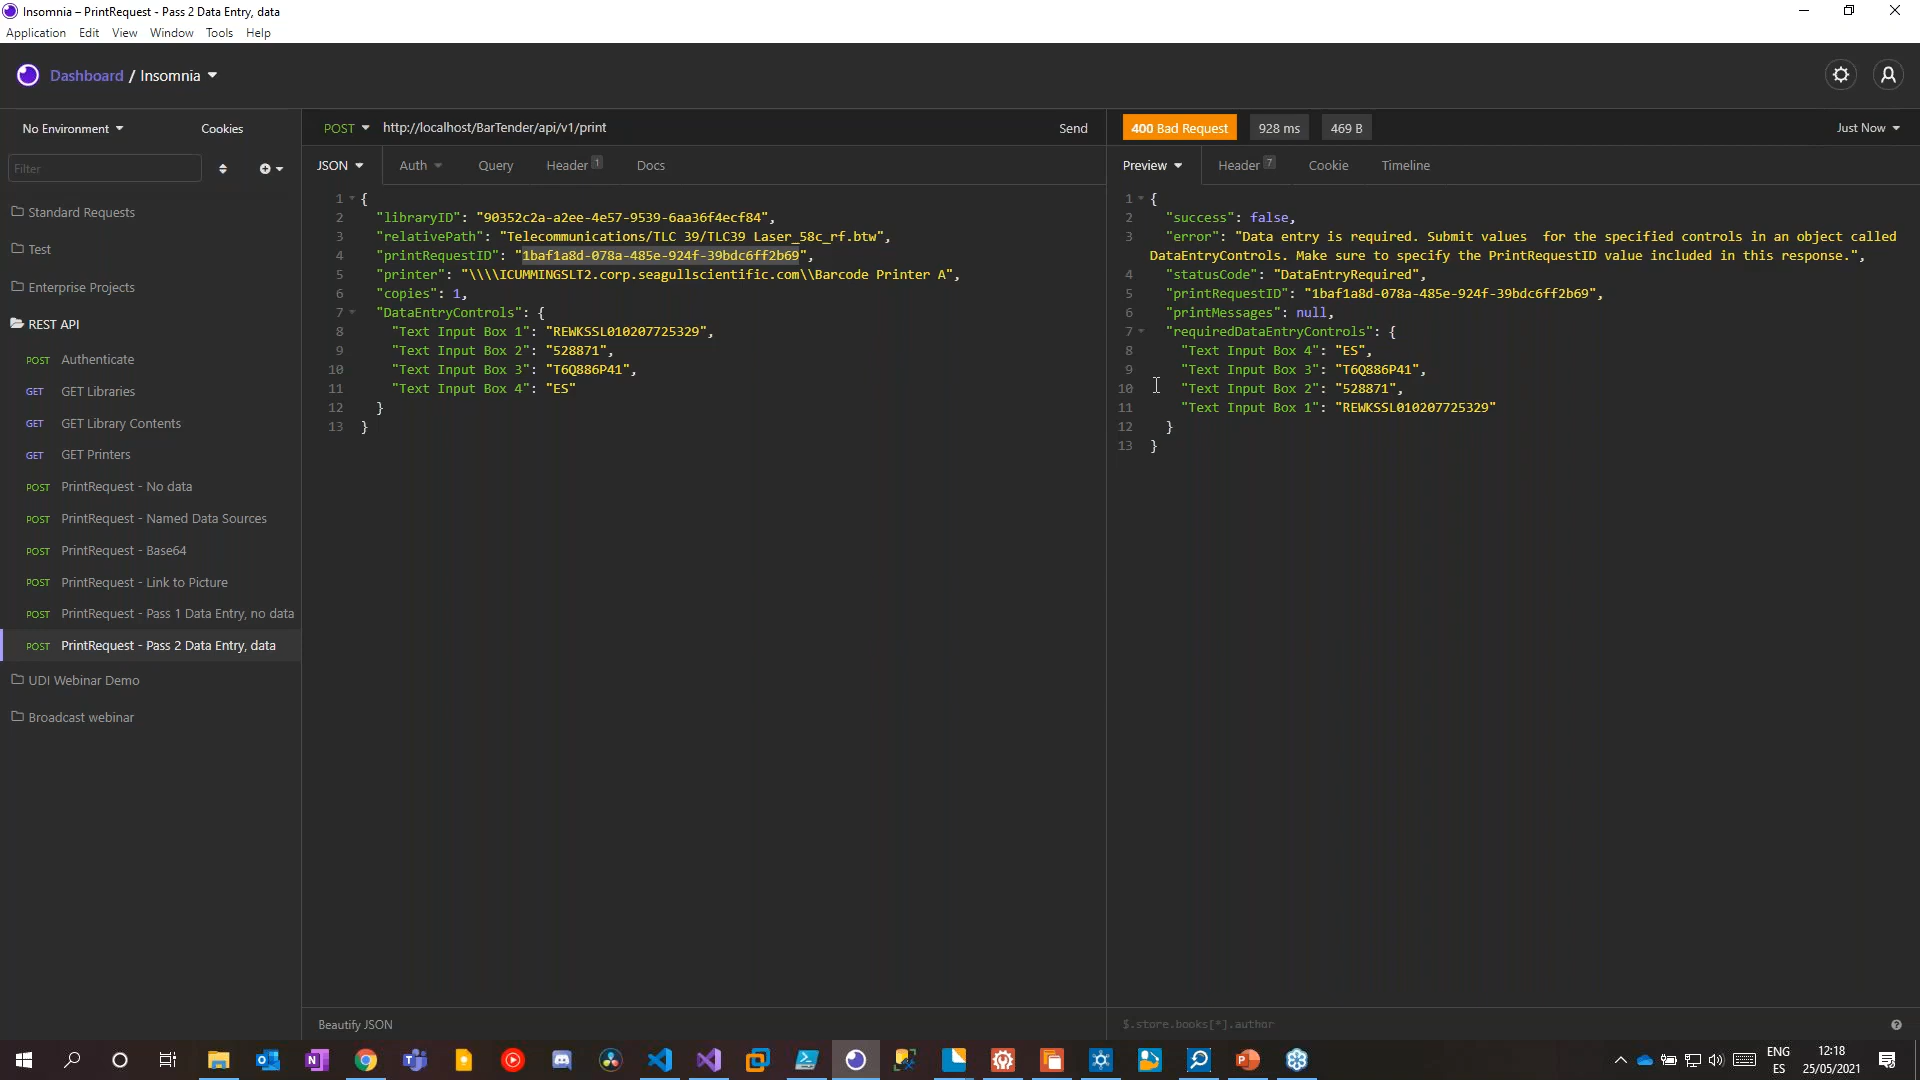 Insomnia – PrintRequest - Pass 2 Data Entry, data
Application Edit View Window Tools Help
Dashboard / Insomnia
No Environment Cookies
Filter
Standard Requests
Test
Enterprise Projects
REST API
POST Authenticate
GET GET Libraries
GET GET Library Contents
GET GET Printers
POST PrintRequest - No data
POST PrintRequest - Named Data Sources
POST PrintRequest - Base64
POST PrintRequest - Link to Picture
POST PrintRequest - Pass 1 Data Entry, no data
POST PrintRequest - Pass 2 Data Entry, data
UDI Webinar Demo
Broadcast webinar
POST http://localhost/BarTender/api/v1/print Send
JSON Auth Query Header 1 Docs
1 {
2 "libraryID": "90352c2a-a2ee-4e57-9539-6aa36f4ecf84",
3 "relativePath": "Telecommunications/TLC 39/TLC39 Laser_58c_rf.btw",
4 "printRequestID": "1baf1a8d-078a-485e-924f-39bdc6ff2b69",
5 "printer": "\\\\ICUMMINGSLT2.corp.seagullscientific.com\\Barcode Printer A",
6 "copies": 1,
7 "DataEntryControls": {
8 "Text Input Box 1": "REWKSSL010207725329",
9 "Text Input Box 2": "528871",
10 "Text Input Box 3": "T6Q886P41",
11 "Text Input Box 4": "ES"
12 }
13 }
Beautify JSON
400 Bad Request 928 ms 469 B Just Now
Preview Header 7 Cookie Timeline
1 {
2 "success": false,
3 "error": "Data entry is required. Submit values  for the specified controls in an object called
DataEntryControls. Make sure to specify the PrintRequestID value included in this response.",
4 "statusCode": "DataEntryRequired",
5 "printRequestID": "1baf1a8d-078a-485e-924f-39bdc6ff2b69",
6 "printMessages": null,
7 "requiredDataEntryControls": {
8 "Text Input Box 4": "ES",
9 "Text Input Box 3": "T6Q886P41",
10 "Text Input Box 2": "528871",
11 "Text Input Box 1": "REWKSSL010207725329"
12 }
13 }
$.store.books[*].author
ENG
ES
12:18
25/05/2021